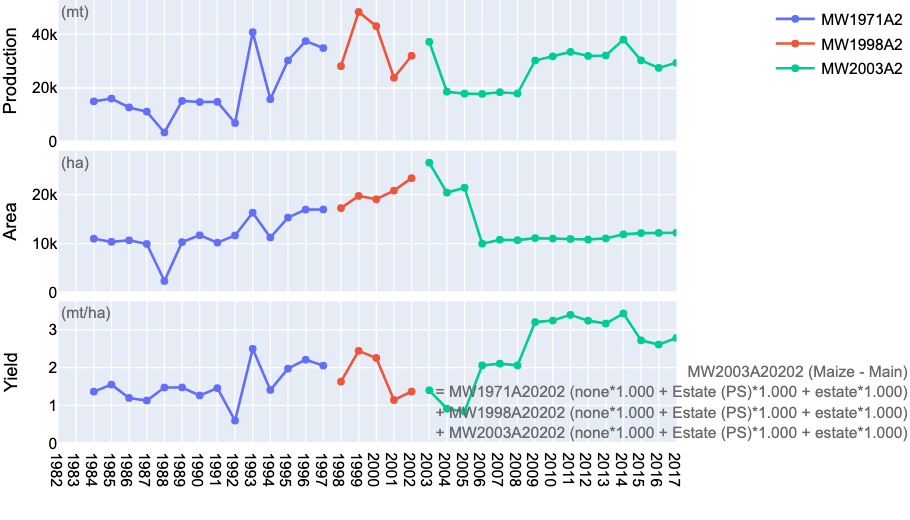 (mt)
Production
40k
20k
0
MW1971A2
MW1998A2
MW2003A2
(ha)
Area
20k
10k
0
(mt/ha)
Yield
3
2
1
0
MW2003A20202 (Maize - Main)
= MW1971A20202 (none*1.000 + Estate (PS)*1.000 + estate*1.000)
+ MW1998A20202 (none*1.000 + Estate (PS)*1.000 + estate*1.000)
+ MW2003A20202 (none*1.000 + Estate (PS)*1.000 + estate*1.000)
1982 1983 1984 1985 1986 1987 1988 1989 1990 1991 1992 1993 1994 1995 1996 1997 1998 1999 2000 2001 2002 2003 2004 2005 2006 2007 2008 2009 2010 2011 2012 2013 2014 2015 2016 2017